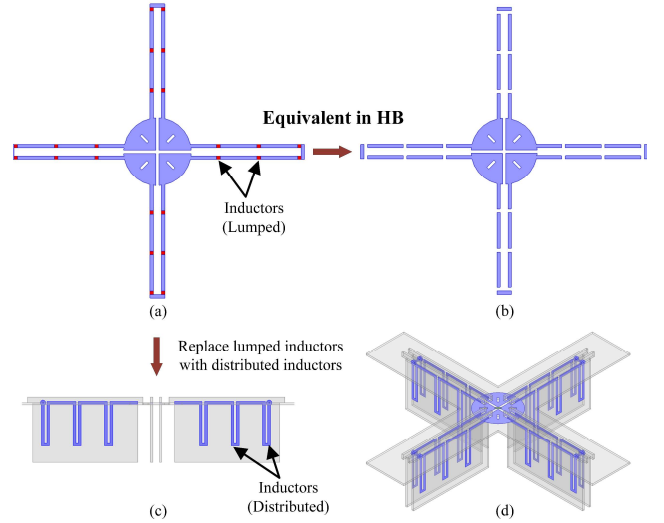 Equivalent in HB
Inductors
(Lumped)
(a)
(b)
Replace lumped inductors
with distributed inductors
Inductors
(Distributed)
(c)
(d)